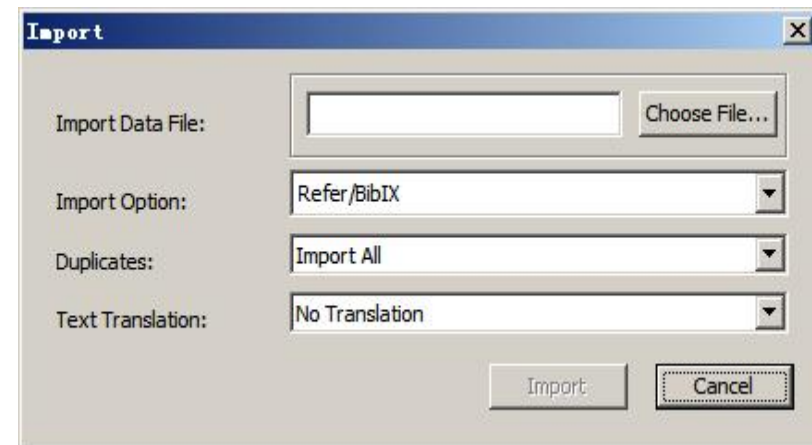 Import
Import Data File:
Choose File...
Import Option:
Refer/BibIX
Duplicates:
Import All
Text Translation:
No Translation
Import
Cancel